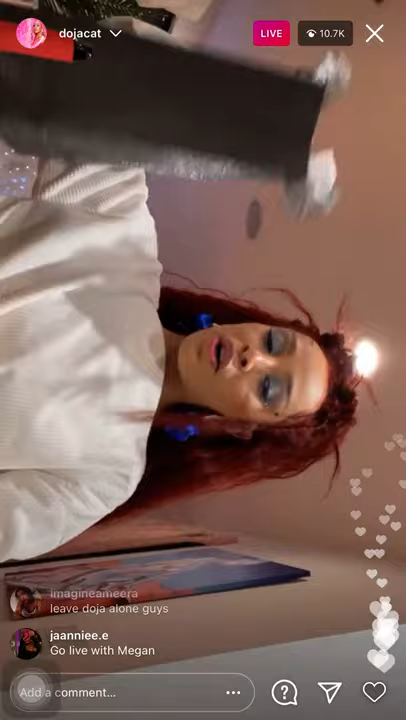 dojacat
LIVE
10.7K
imagineameera
leave doja alone guys
jaanniee.e
Go live with Megan
Add a comment...